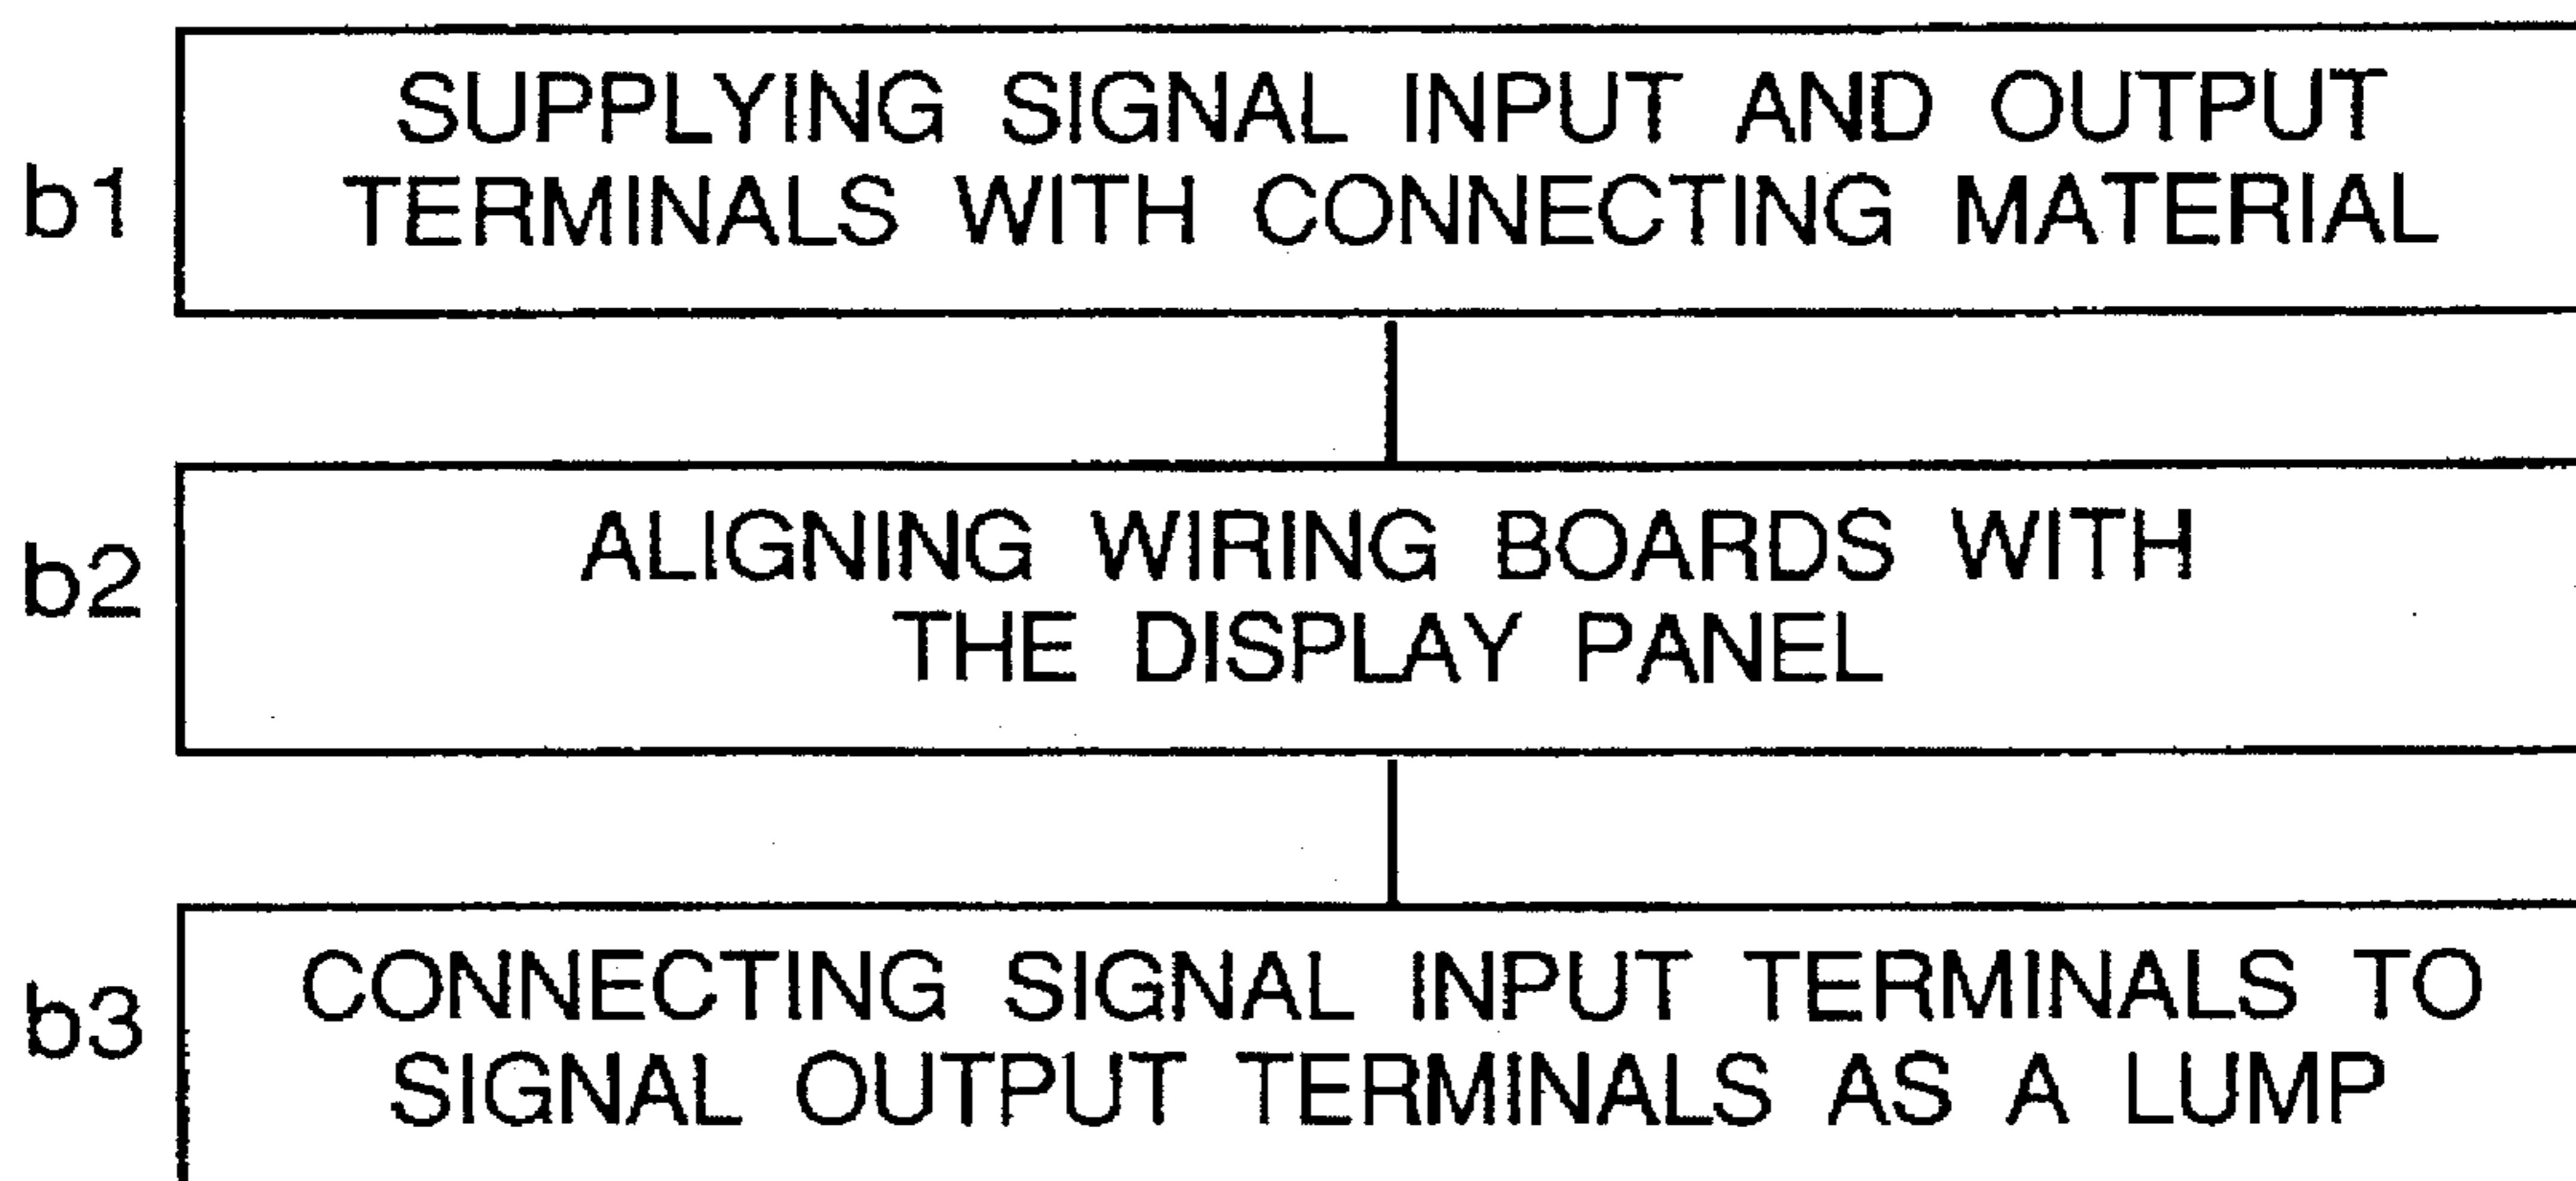 b1
SUPPLYING SIGNAL INPUT AND OUTPUT
TERMINALS WITH CONNECTING MATERIAL
b2
ALIGNING WIRING BOARDS WITH
THE DISPLAY PANEL
b3
CONNECTING SIGNAL INPUT TERMINALS TO
SIGNAL OUTPUT TERMINALS AS A LUMP